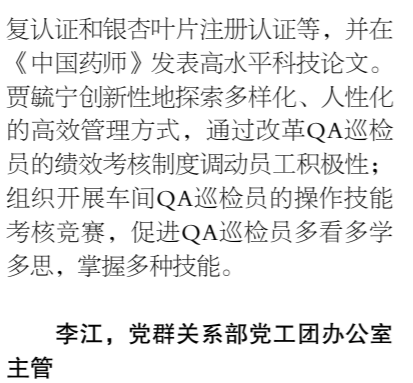 复认证和银杏叶片注册认证等，并在
《中国药师》发表高水平科技论文。
贾毓宁创新性地探索多样化、人性化
的高效管理方式，通过改革QA巡检
员的绩效考核制度调动员工积极性；
组织开展车间QA巡检员的操作技能
考核竞赛，促进QA巡检员多看多学
多思，掌握多种技能。
李江，党群关系部党工团办公室
主管